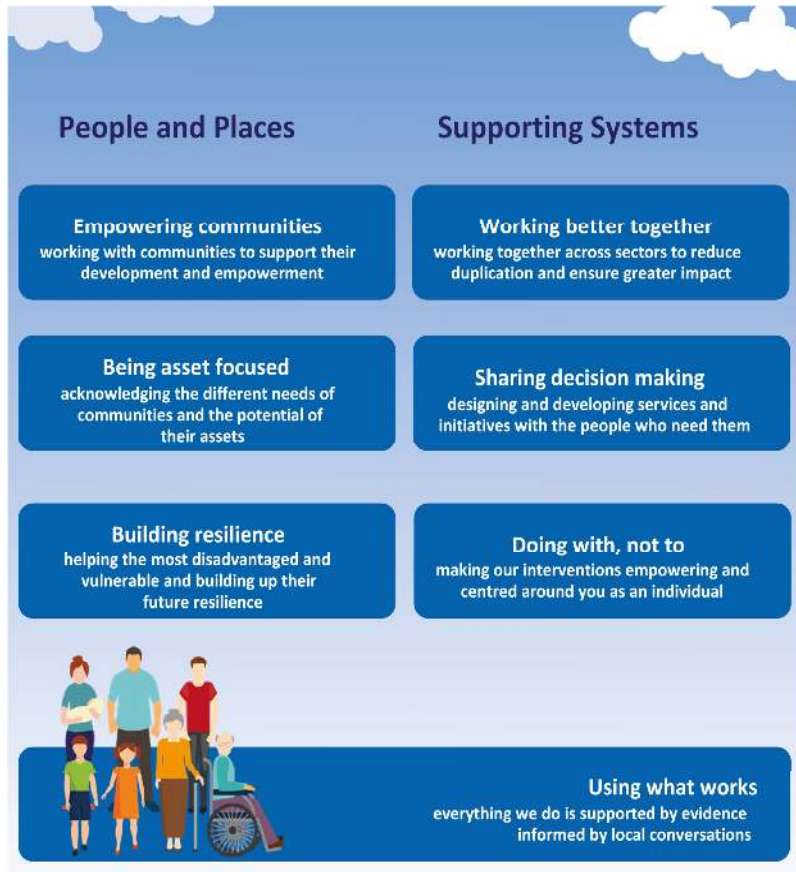 People and Places
Empowering communities
working with communities to support their
development and empowerment
Being asset focused
acknowledging the different needs of
communities and the potential of
their assets
Building resilience
helping the most disadvantaged and
vulnerable and building up their
future resilience
Supporting Systems
Working better together
working together across sectors to reduce
duplication and ensure greater impact
Sharing decision making
designing and developing services and
initiatives with the people who need them
Doing with, not to
making our interventions empowering and
centred around you as an individual
Using what works
everything we do is supported by evidence
informed by local conversations